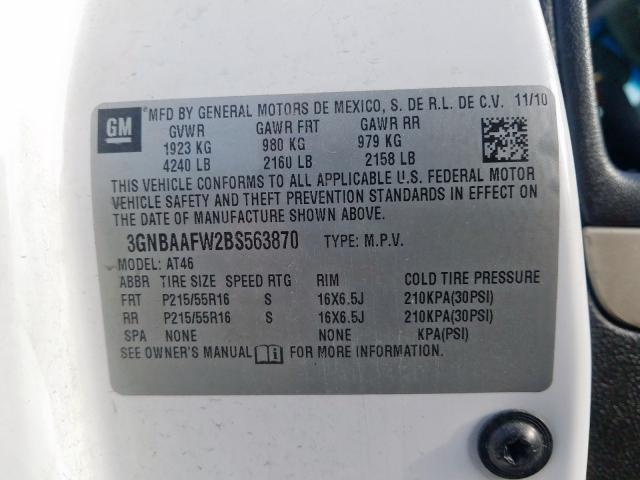 GM
*MFD BY GENERAL MOTORS DE MEXICO, S. DE R.L. DE C.V. 11/10
GVWR GAWR FRT GAWR RR
1923 KG 980 KG 979 KG
4240 LB 2160 LB 2158 LB
THIS VEHICLE CONFORMS TO ALL APPLICABLE U.S. FEDERAL MOTOR
VEHICLE SAFETY AND THEFT PREVENTION STANDARDS IN EFFECT ON
THE DATE OF MANUFACTURE SHOWN ABOVE.
3GNBAAFW2BS563870 TYPE: M.P.V.
MODEL: AT46
ABBR TIRE SIZE SPEED RTG RIM COLD TIRE PRESSURE
FRT P215/55R16 S 16X6.5J 210KPA(30PSI)
RR P215/55R16 S 16X6.5J 210KPA(30PSI)
SPA NONE NONE KPA(PSI)
SEE OWNER'S MANUAL FOR MORE INFORMATION.